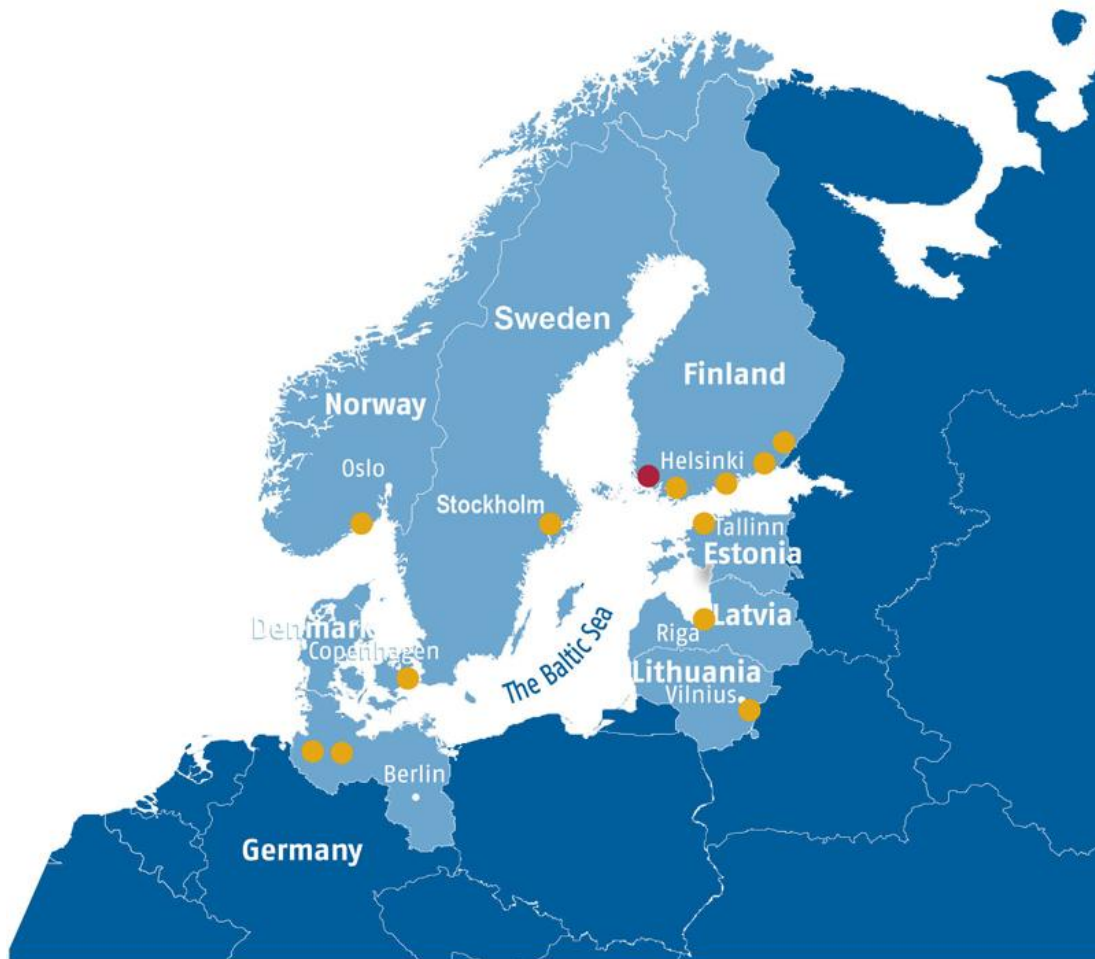 Sweden
Finland
Norway
Helsinki
Oslo
Stockholm
Tallinn
Estonia
Latvia
Denmark
Riga
Copenhagen
The Baltic Sea
Lithuania
Vilnius
Berlin
Germany